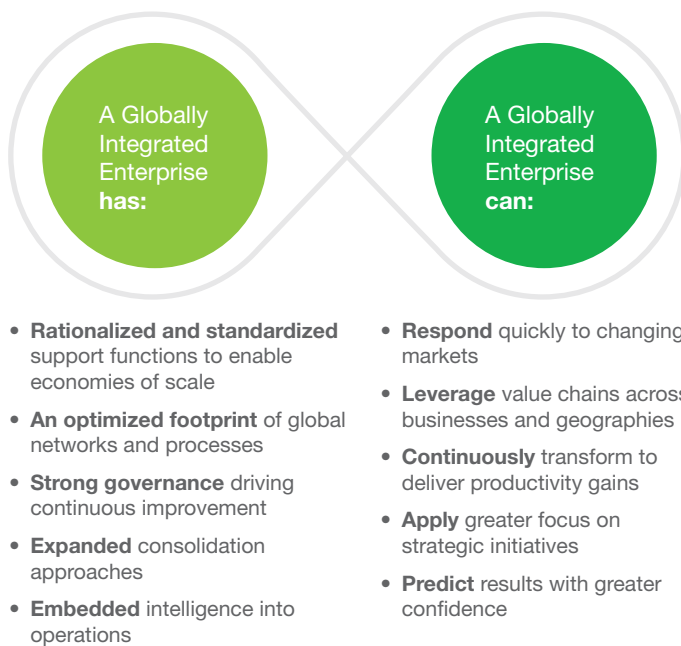 A Globally
Integrated
Enterprise
has:
A Globally
Integrated
Enterprise
can:
• Rationalized and standardized
support functions to enable
economies of scale
• An optimized footprint of global
networks and processes
• Strong governance driving
continuous improvement
• Expanded consolidation
approaches
• Embedded intelligence into
operations
• Respond quickly to changing
markets
• Leverage value chains across
businesses and geographies
• Continuously transform to
deliver productivity gains
• Apply greater focus on
strategic initiatives
• Predict results with greater
confidence